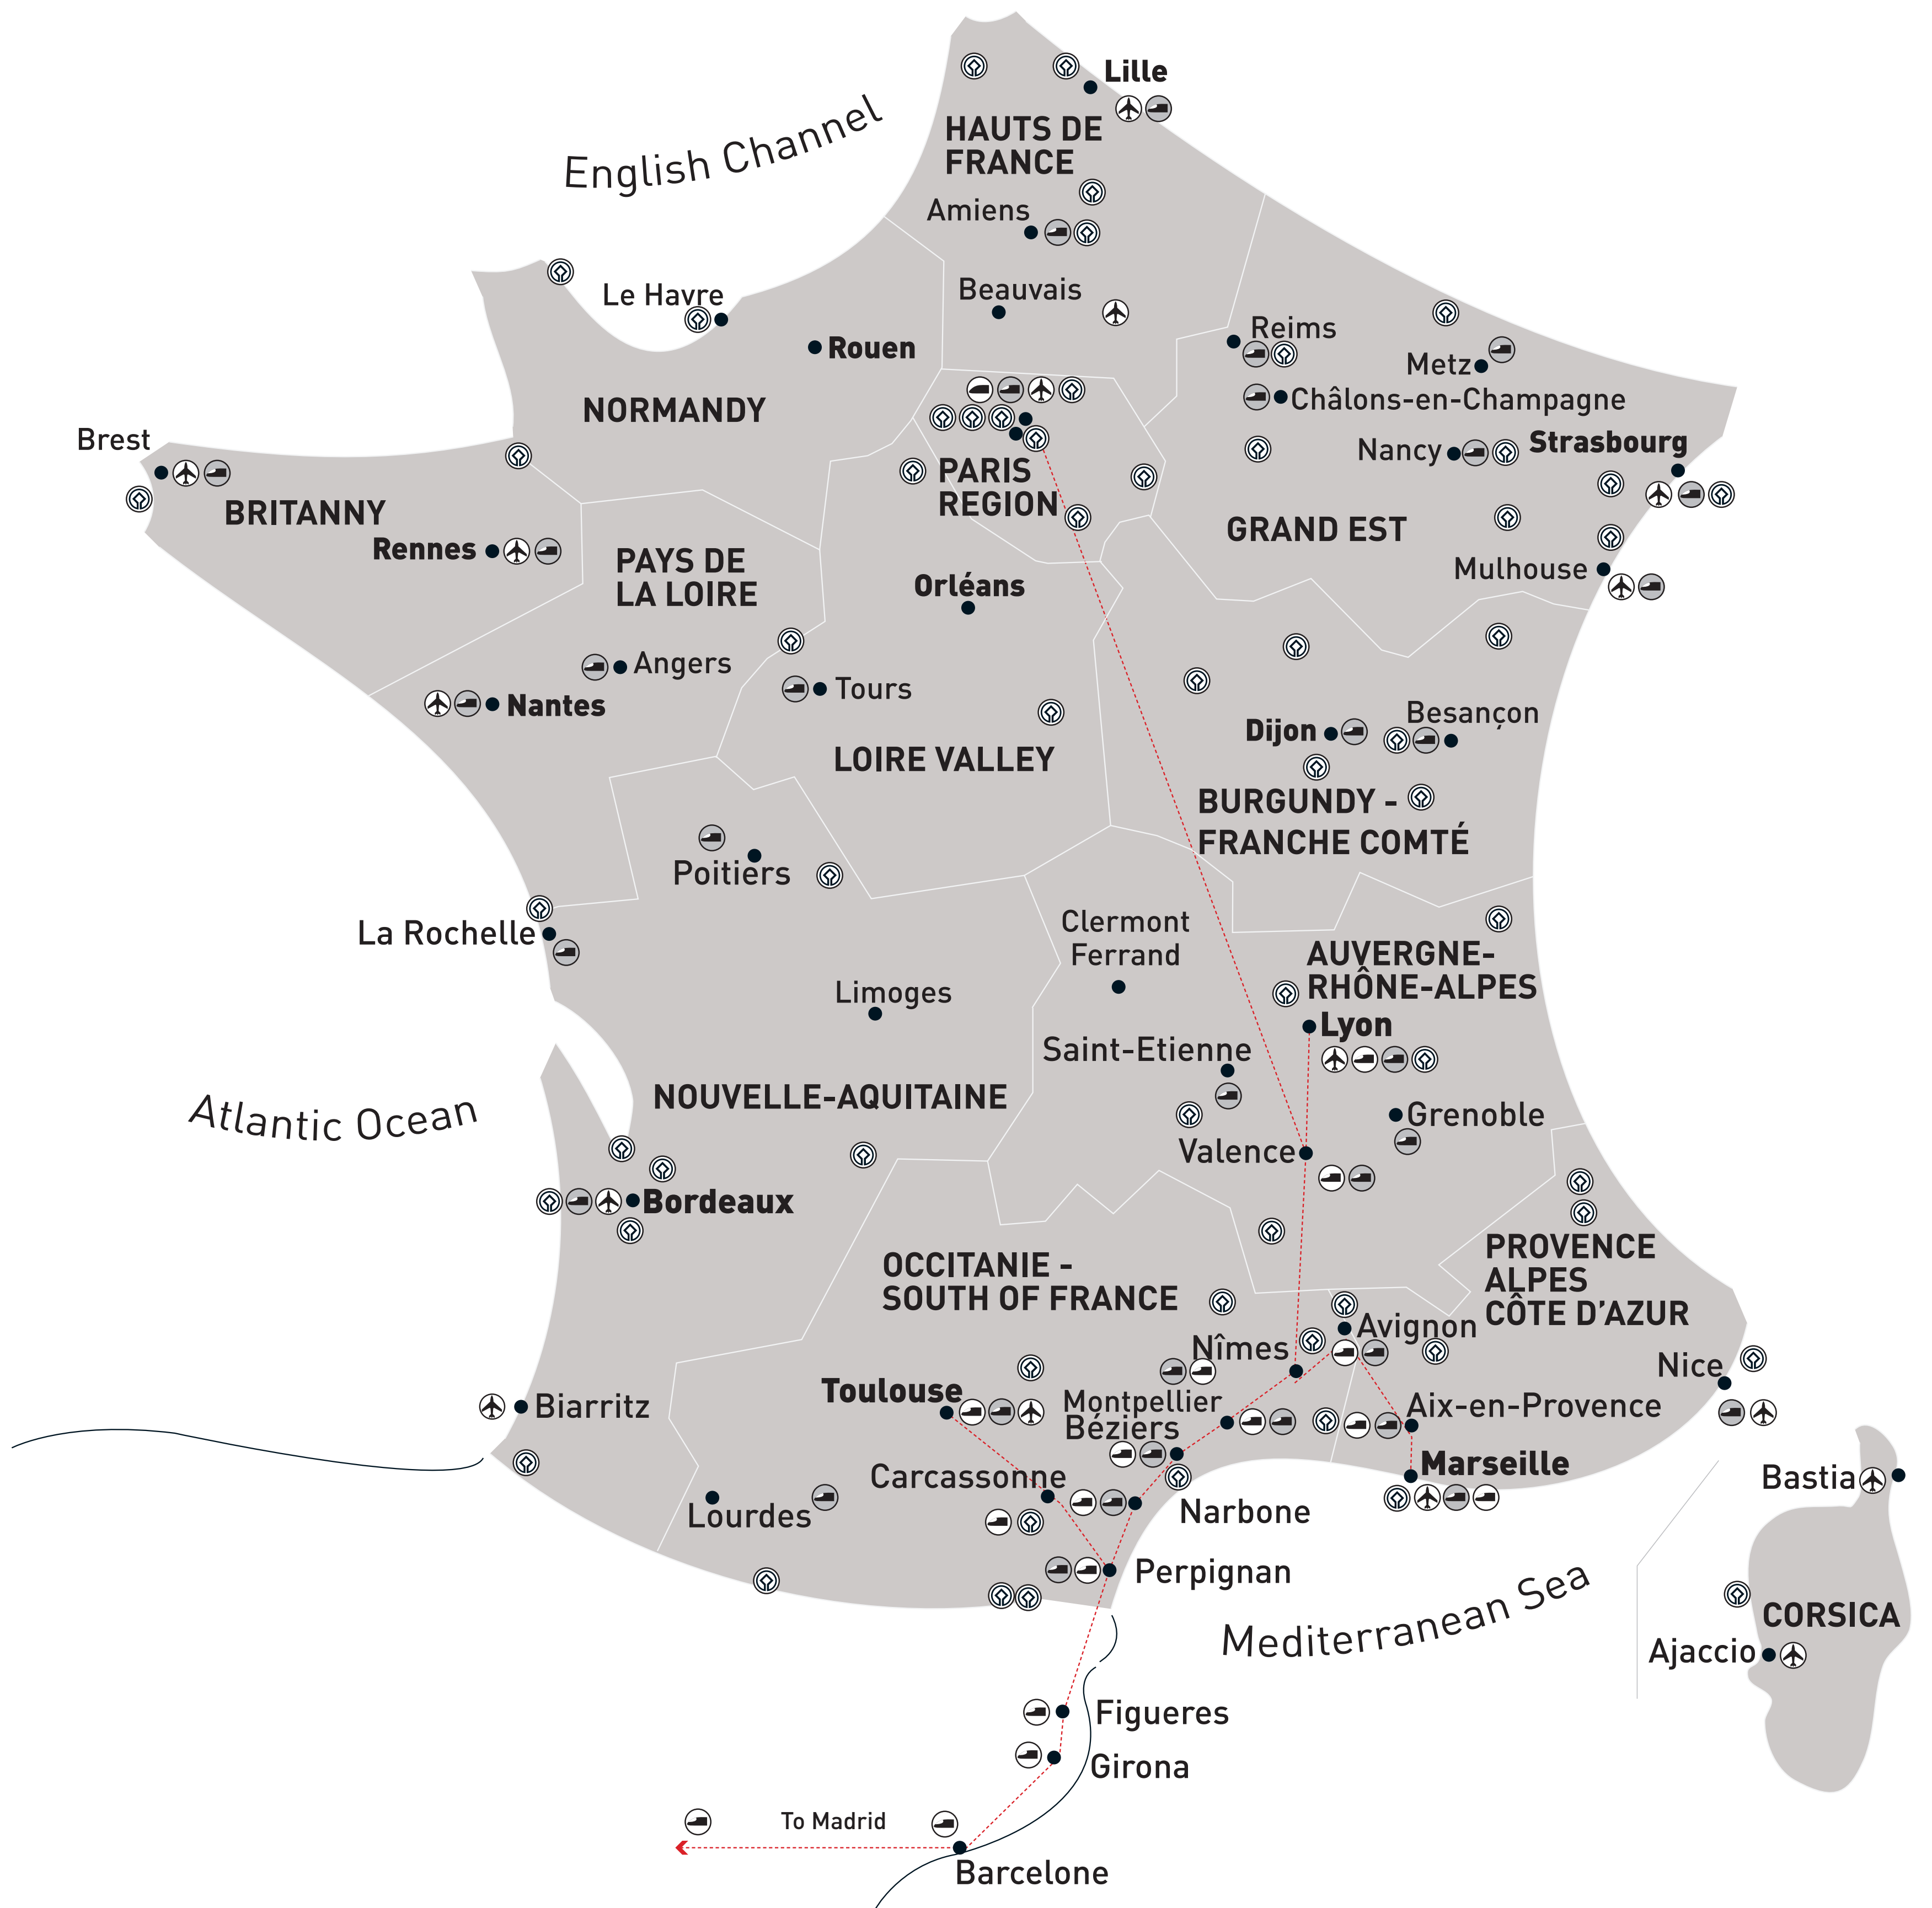 Lille
English Channel
HAUTS DE
FRANCE
Amiens
Le Havre
Beauvais
Rouen
Reims
Metz
NORMANDY
Châlons-en-Champagne
Brest
Nancy
Strasbourg
PARIS
REGION
BRITANNY
GRAND EST
Rennes
PAYS DE
LA LOIRE
Mulhouse
Orléans
Angers
Tours
Nantes
Besançon
Dijon
LOIRE VALLEY
BURGUNDY -
FRANCHE COMTÉ
Poitiers
La Rochelle
Clermont
Ferrand
AUVERGNE-
RHÔNE-ALPES
Limoges
Lyon
Saint-Etienne
NOUVELLE-AQUITAINE
Atlantic Ocean
Grenoble
Valence
Bordeaux
OCCITANIE -
SOUTH OF FRANCE
PROVENCE
ALPES
CÔTE D’AZUR
Avignon
Nîmes
Nice
Toulouse
Biarritz
Montpellier
Béziers
Aix-en-Provence
Marseille
Carcassonne
Bastia
Lourdes
Narbone
Perpignan
Mediterranean Sea
CORSICA
Ajaccio
Figueres
Girona
To Madrid
Barcelone